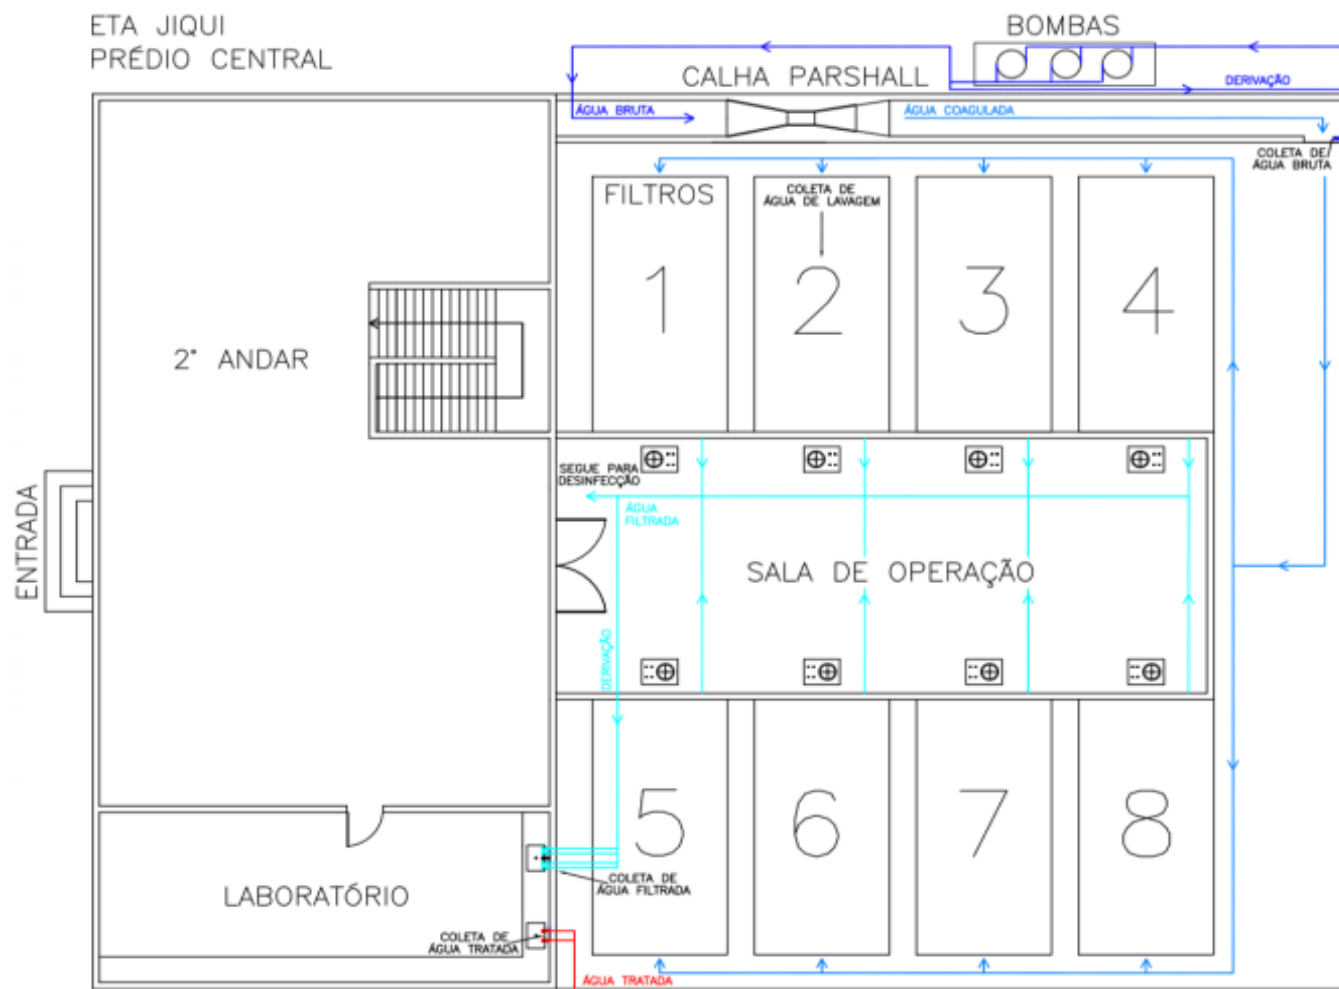 ETA JIQUI
PRÉDIO CENTRAL
BOMBAS
CALHA PARSHALL
DERIVAÇÃO
ÁGUA BRUTA
ÁGUA COAGULADA
COLETA DE
ÁGUA BRUTA
FILTROS
COLETA DE
ÁGUA DE LAVAGEM
1
2
3
4
2° ANDAR
SEGUE PARA
DESINFECÇÃO
ÁGUA
FILTRADA
ENTRADA
SALA DE OPERAÇÃO
DERIVAÇÃO
5
6
7
8
COLETA DE
ÁGUA FILTRADA
LABORATÓRIO
COLETA DE
ÁGUA TRATADA
ÁGUA TRATADA